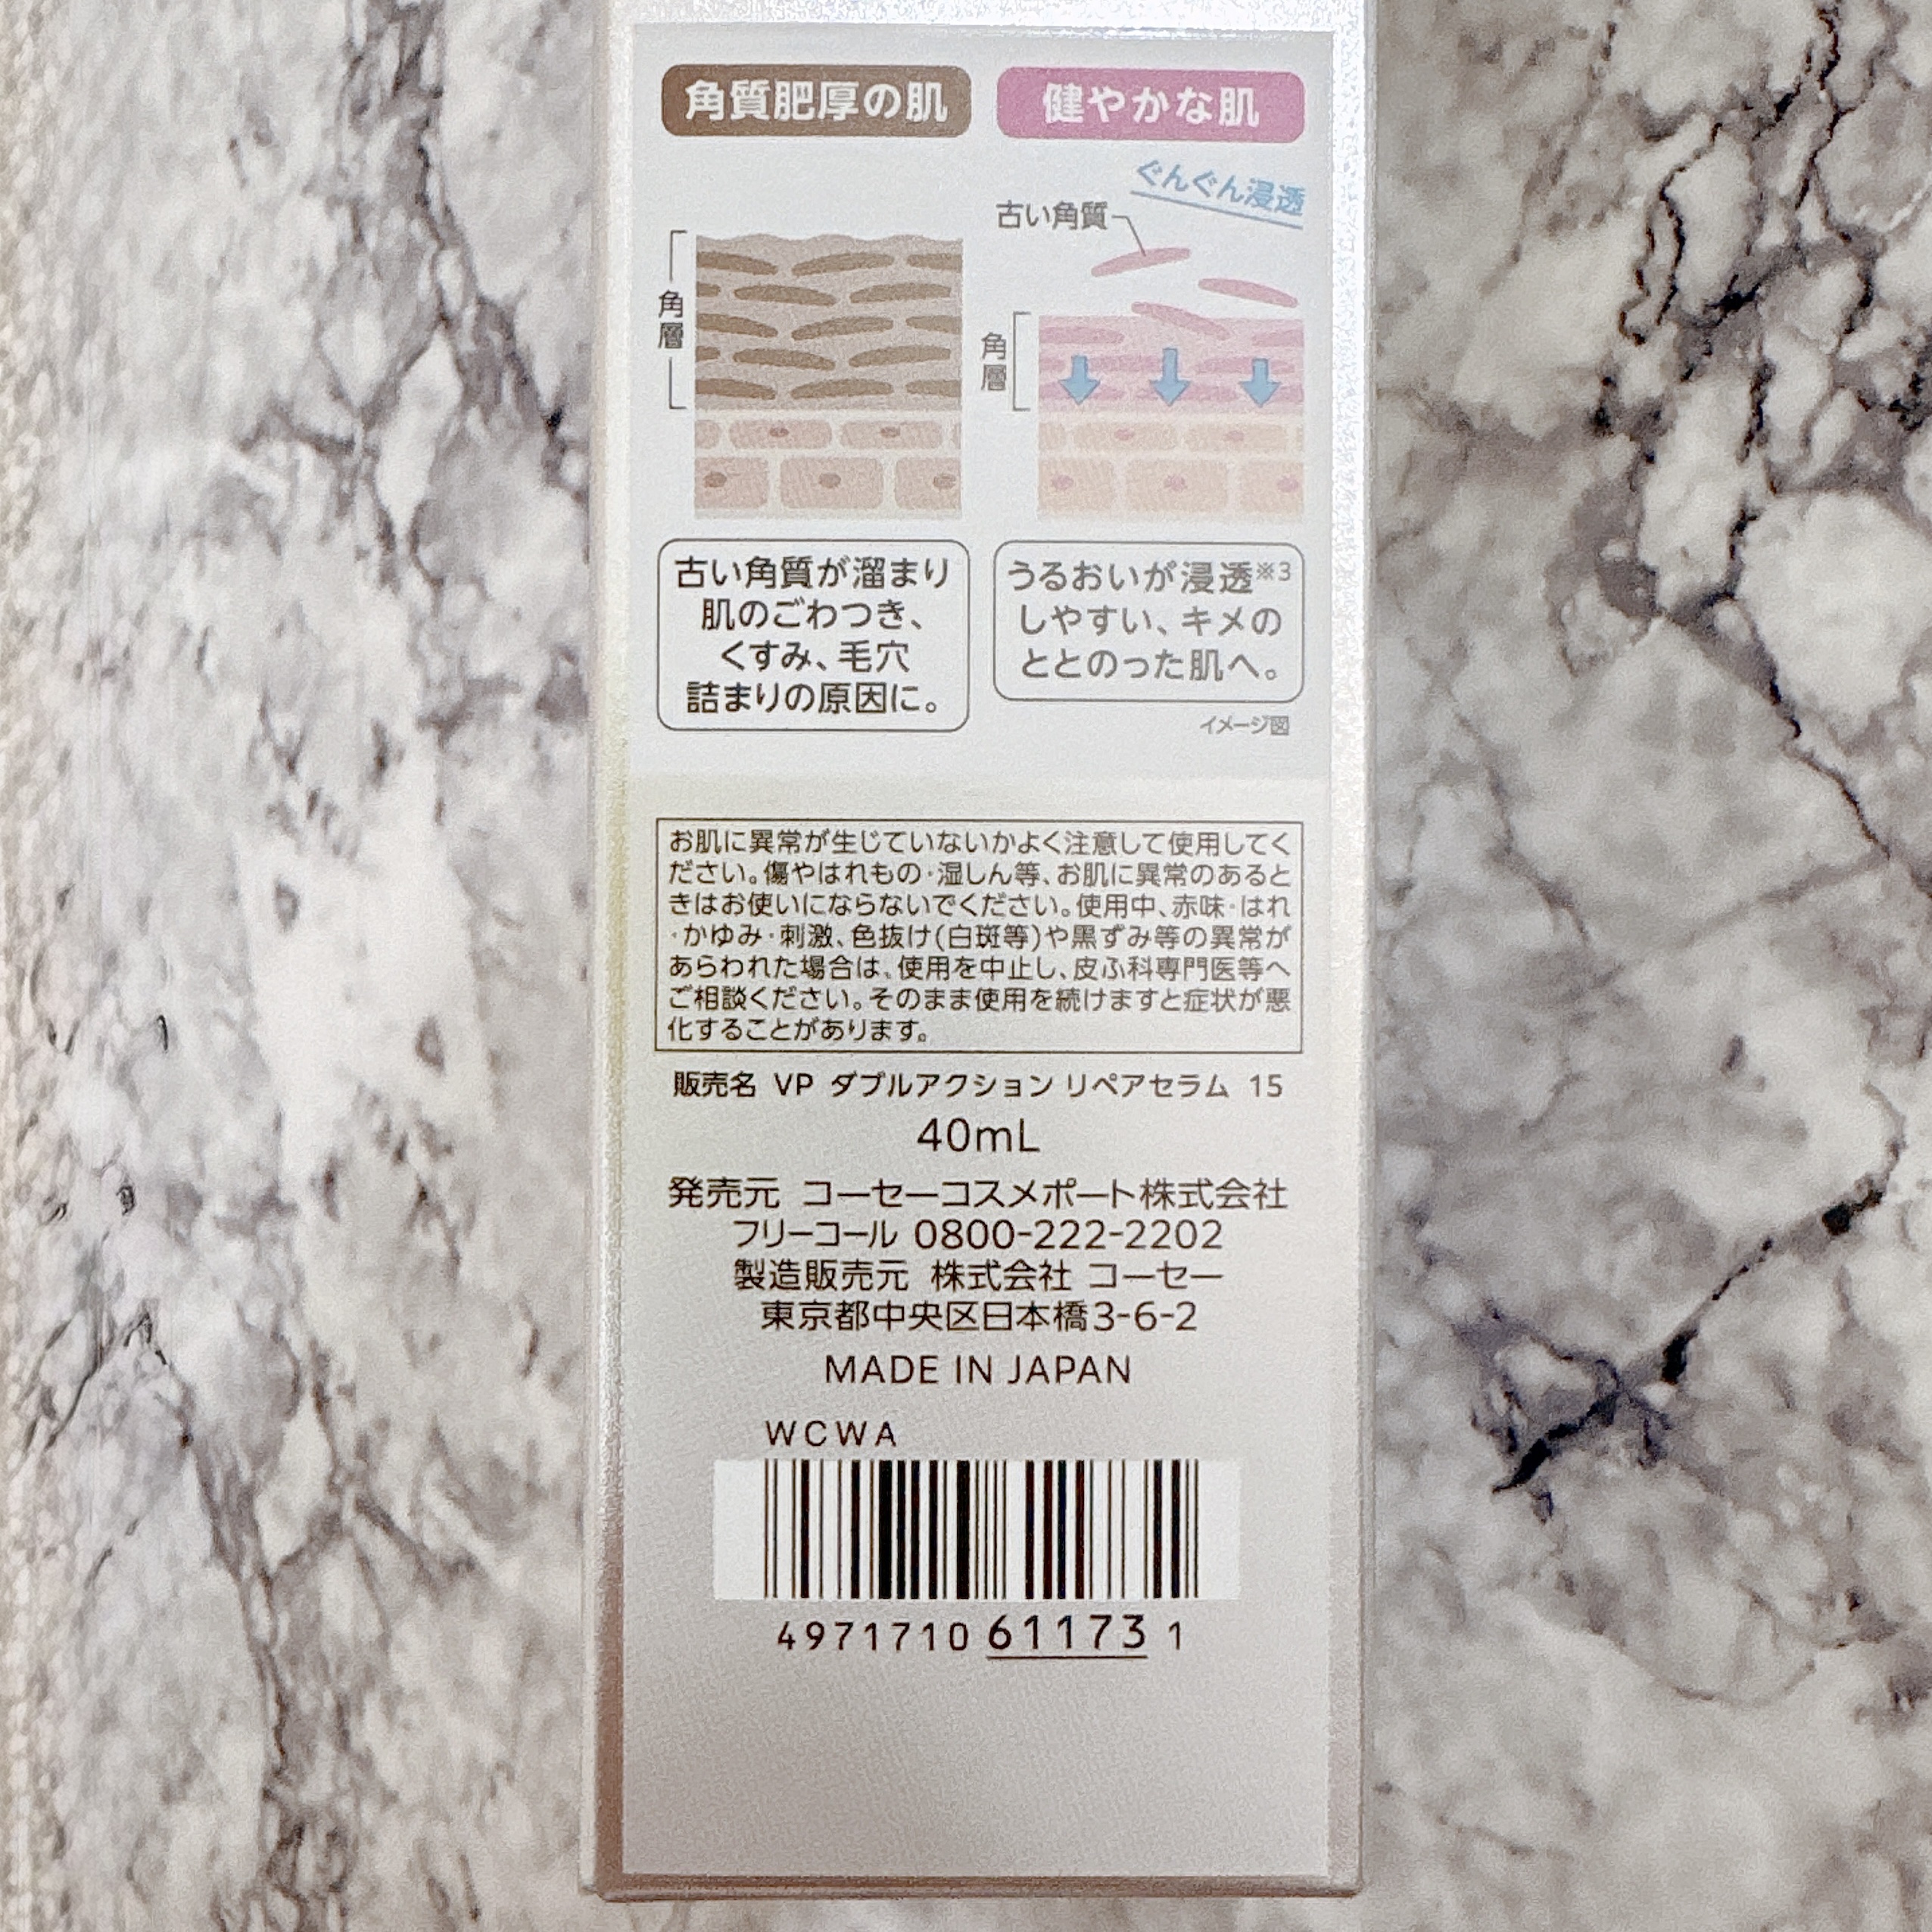 角質肥厚の肌
健やかな肌
ぐんぐん浸透
古い角質
角層
角層
古い角質が溜まり
肌のごわつき、
くすみ、毛穴
詰まりの原因に。
うるおいが浸透※3
しやすい、キメの
ととのった肌へ。
イメージ図
お肌に異常が生じていないかよく注意して使用してく
ださい。傷やはれもの・湿しん等、お肌に異常のあると
きはお使いにならないでください。使用中、赤味・はれ
・かゆみ・刺激、色抜け(白斑等)や黒ずみ等の異常が
あらわれた場合は、使用を中止し、皮ふ科専門医等へ
ご相談ください。そのまま使用を続けますと症状が悪
化することがあります。
販売名 VP ダブルアクション リペアセラム 15
40mL
発売元 コーセーコスメポート株式会社
フリーコール 0800-222-2202
製造販売元 株式会社 コーセー
東京都中央区日本橋3-6-2
MADE IN JAPAN
WCWA
4971710 61173 1